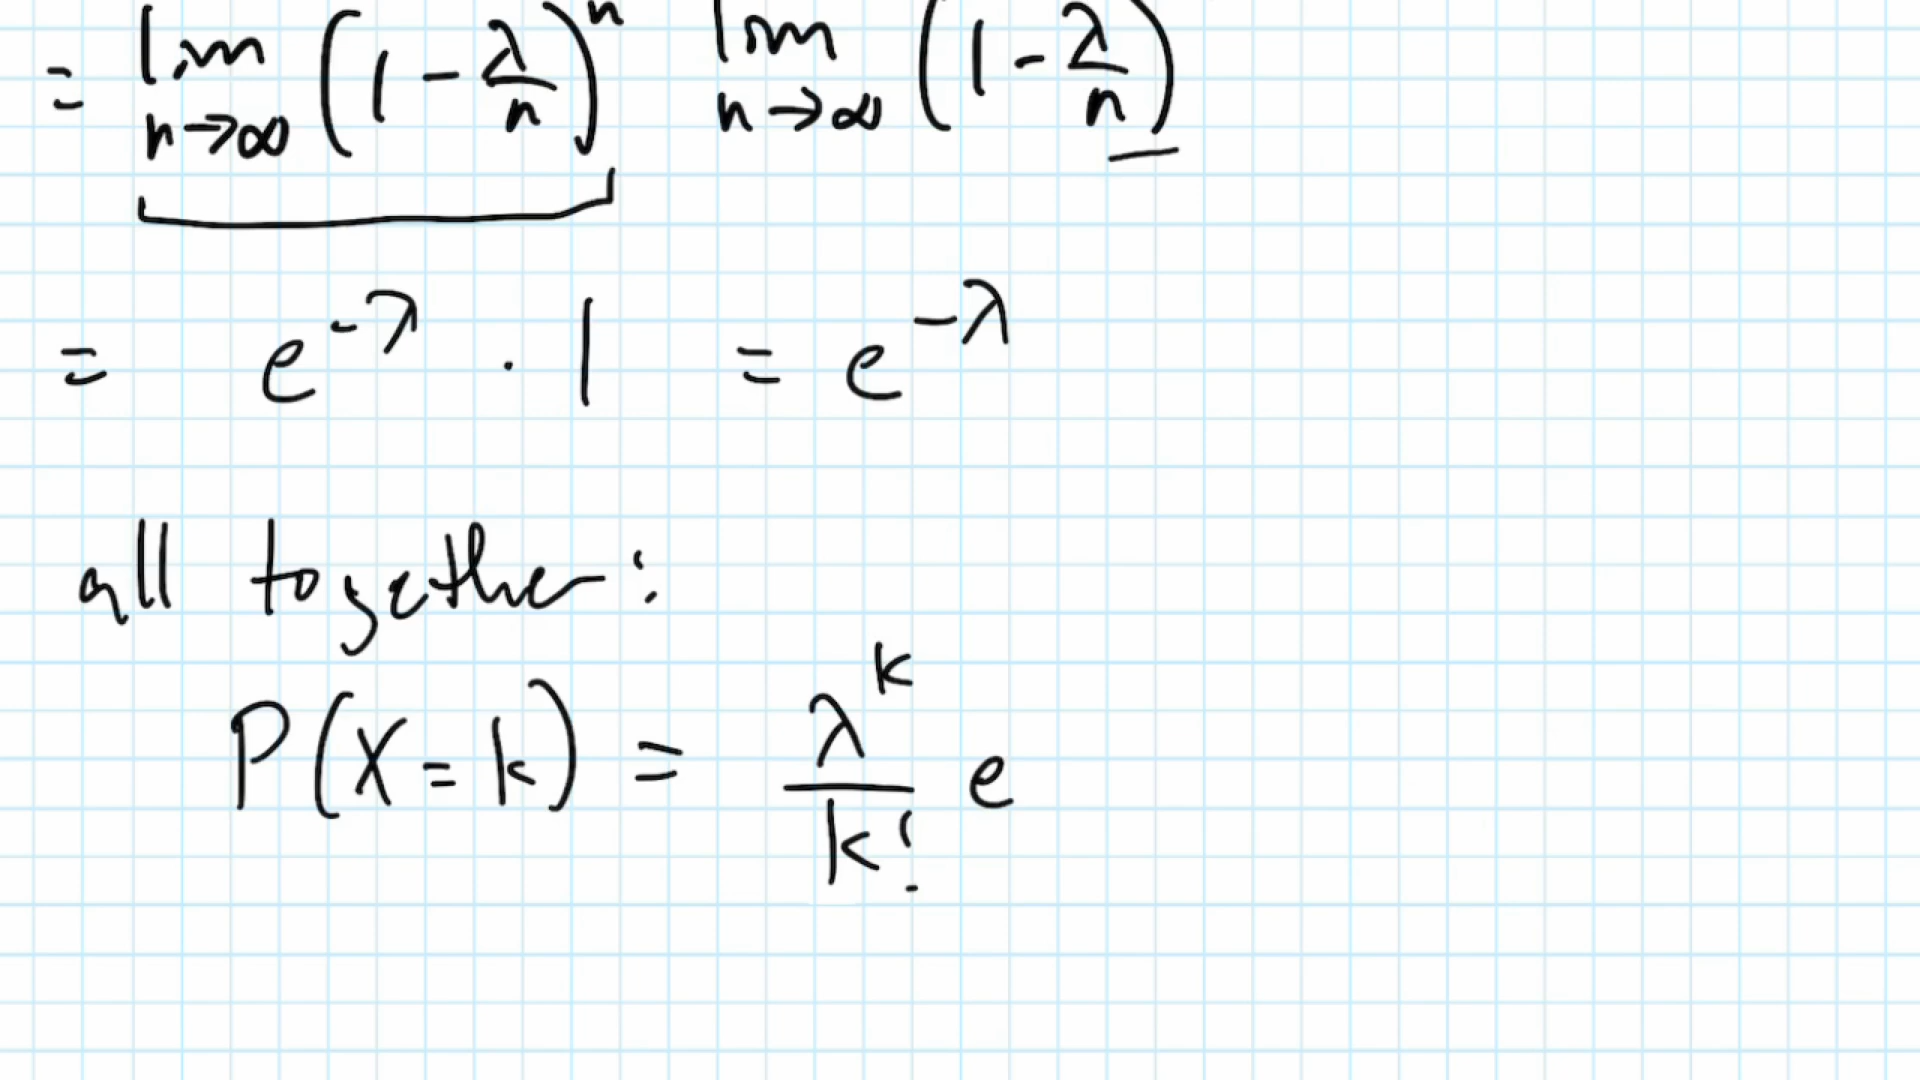 = lim n→∞ (1 - λ/n)^n lim n→∞ (1 - λ/n)
= e^-λ · 1 = e^-λ
all together:
P(X = k) = λ^k / k! e